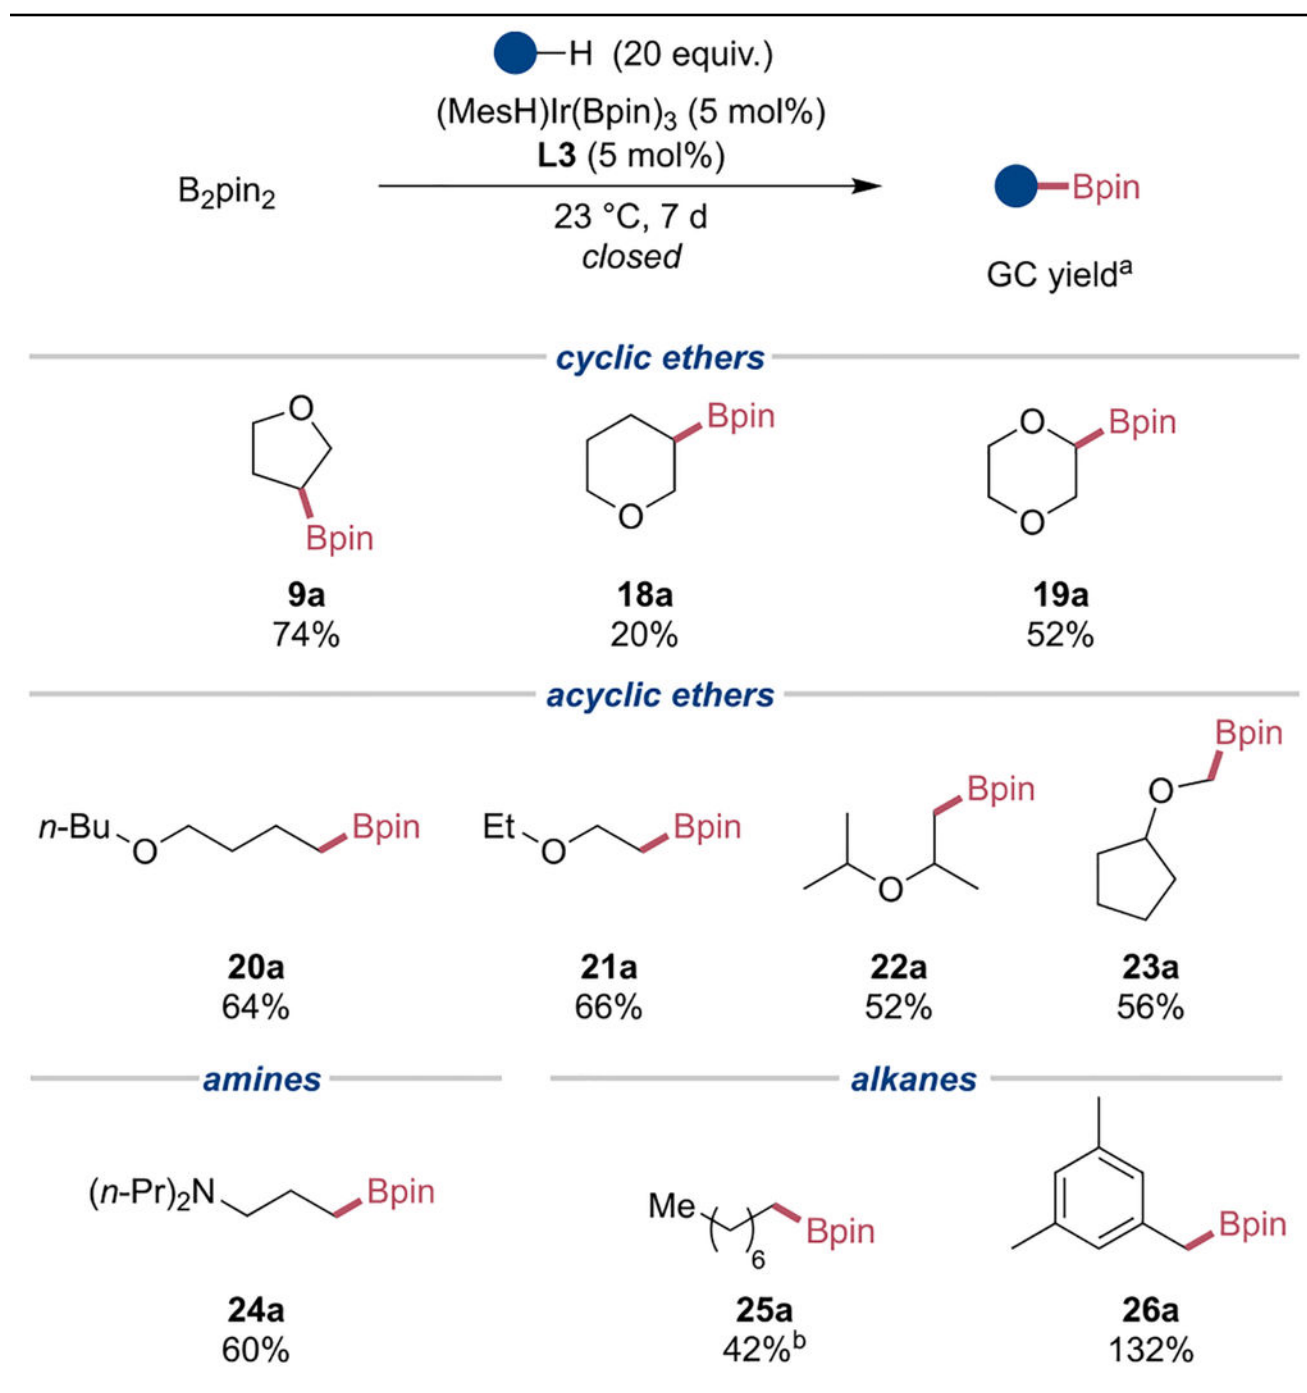 –H (20 equiv.)
(MesH)Ir(Bpin)₃ (5 mol%)
L3 (5 mol%)
B₂pin₂
23 °C, 7 d
closed
Bpin
GC yieldᵃ
cyclic ethers
O
Bpin
O
Bpin
O
O
Bpin
9a
18a
19a
74%
20%
52%
acyclic ethers
n-Bu
O
Bpin
Et
O
Bpin
O
Bpin
O
Bpin
20a
21a
22a
23a
64%
66%
52%
56%
amines
alkanes
(n-Pr)₂N
Bpin
Me
6
Bpin
Bpin
24a
25a
26a
60%
42%ᵇ
132%